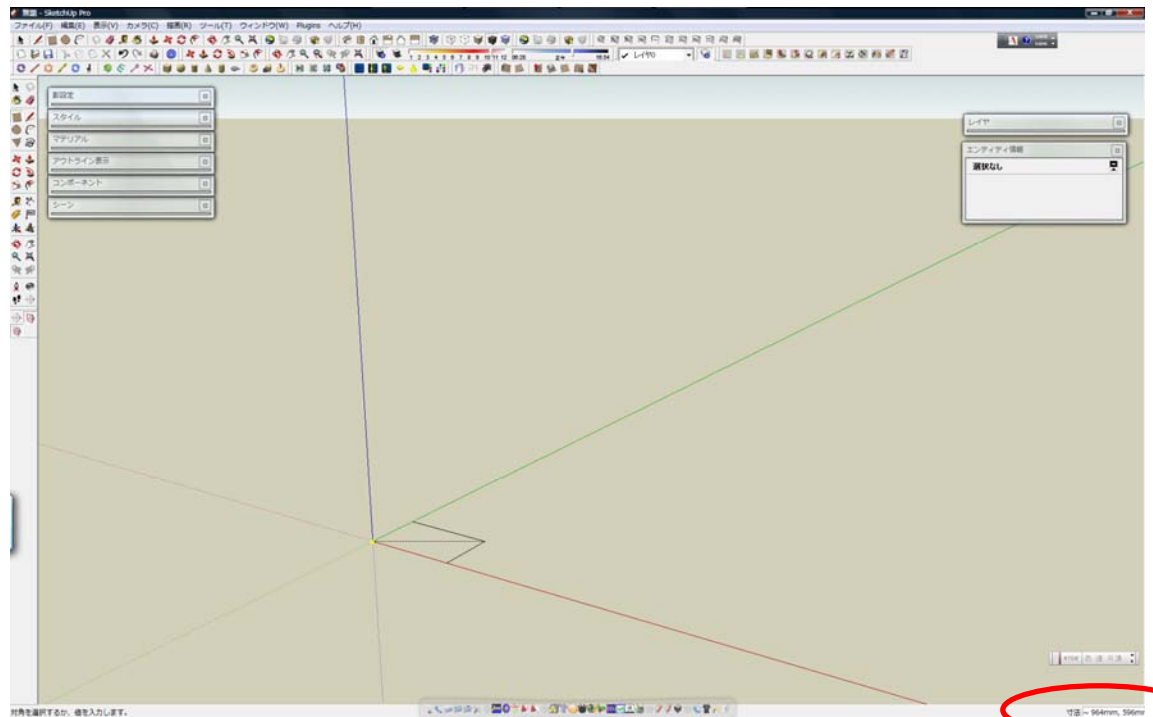 無題 - SketchUp Pro
ファイル(F) 編集(E) 表示(V) カメラ(C) 描画(R) ツール(T) ウィンドウ(W) Plugins ヘルプ(H)
レイヤ0
影設定
スタイル
マテリアル
アウトライン表示
コンポーネント
シーン
レイヤ
エンティティ情報
選択なし
対角を選択するか、値を入力します。
寸法 ~ 964mm, 596mm